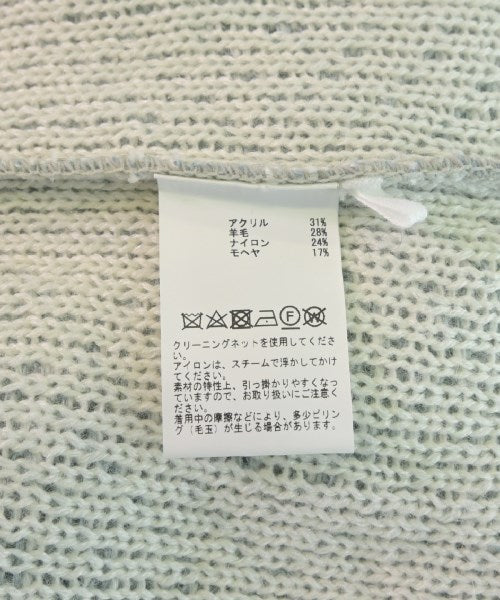 アクリル 31%
羊毛 28%
ナイロン 24%
モヘヤ 17%
クリーニングネットを使用してくださ
い。
アイロンは、スチームで浮かしてかけ
てください。
素材の特性上、引っ掛かりやすくなっ
ていますので、お取り扱いにご注意く
ださい。
着用中の摩擦などにより、多少ピリン
グ(毛玉)が生じる場合があります。